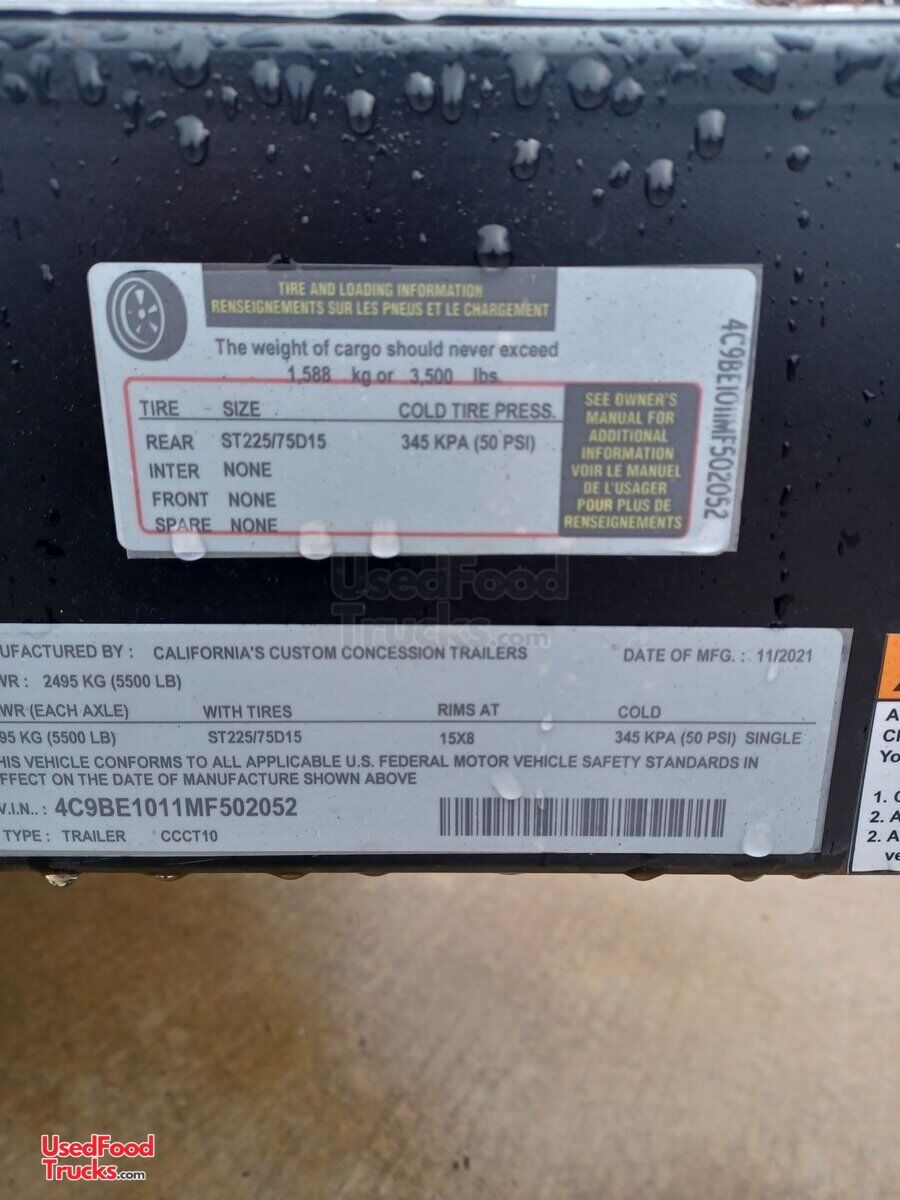 TIRE AND LOADING INFORMATION
RENSEIGNEMENTS SUR LES PNEUS ET LE CHARGEMENT
The weight of cargo should never exceed
1,588 kg or 3,500 lbs.
TIRE SIZE COLD TIRE PRESS.
REAR ST225/75D15 345 KPA (50 PSI)
INTER NONE
FRONT NONE
SPARE NONE
SEE OWNER'S
MANUAL FOR
ADDITIONAL
INFORMATION
VOIR LE MANUEL
DE L'USAGER
POUR PLUS DE
RENSEIGNEMENTS
4C9BE1011MF502052
UsedFood
Trucks.com
UFACTURED BY : CALIFORNIA'S CUSTOM CONCESSION TRAILERS DATE OF MFG. : 11/2021
WR : 2495 KG (5500 LB)
WR (EACH AXLE) WITH TIRES RIMS AT COLD
95 KG (5500 LB) ST225/75D15 15X8 345 KPA (50 PSI) SINGLE
HIS VEHICLE CONFORMS TO ALL APPLICABLE U.S. FEDERAL MOTOR VEHICLE SAFETY STANDARDS IN
FFECT ON THE DATE OF MANUFACTURE SHOWN ABOVE
V.I.N.. : 4C9BE1011MF502052
TYPE : TRAILER CCCT10
A
Yo
1.
2. A
2. A
ve
UsedFood
Trucks.com